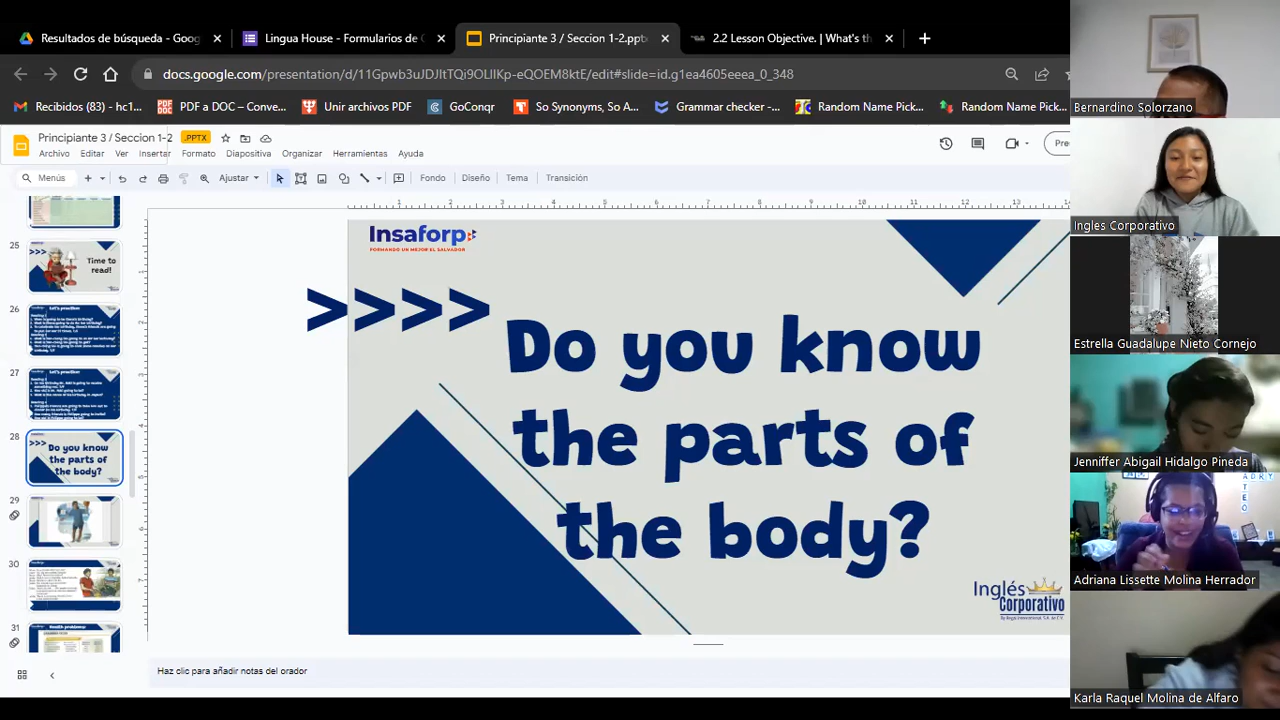 Resultados de búsqueda - Goog
Lingua House - Formularios de G
Principiante 3 / Seccion 1-2.ppt
2.2 Lesson Objective. | What's th
docs.google.com/presentation/d/11Gpwb3uJDJItTQi9OLlIKp-eQOEM8ktE/edit#slide=id.g1ea4605eeea_0_348
Recibidos (83) - hc1...
PDF a DOC – Conve...
Unir archivos PDF
GoConqr
So Synonyms, So A...
Grammar checker -...
Random Name Pick...
Random Name Pick...
Principiante 3 / Seccion 1-2
.PPTX
Archivo
Editar
Ver
Insertar
Formato
Diapositiva
Organizar
Herramientas
Ayuda
Menús
Ajustar
Fondo
Diseño
Tema
Transición
25
Time to
read!
26
Let's practice:
27
Let's practice:
28
>>> Do you know
the parts of
the body?
29
30
31
Health problems:
Insaforp
FORMANDO UN MEJOR EL SALVADOR
>>>>
Do you know
the parts of
the body?
Inglés
Corporativo
Haz clic para añadir notas del orador
Bernardino Solorzano
Ingles Corporativo
Estrella Guadalupe Nieto Cornejo
Jenniffer Abigail Hidalgo Pineda
Adriana Lissette Molina Herrador
Karla Raquel Molina de Alfaro